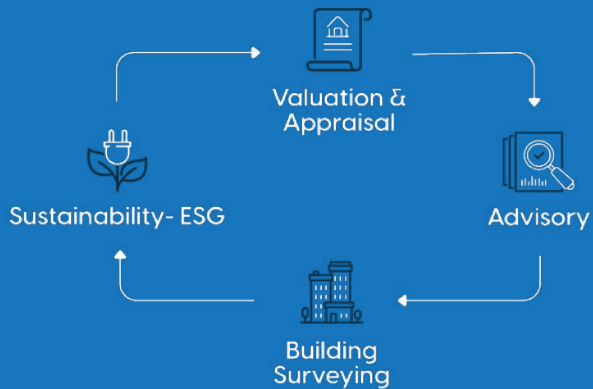 Valuation &
Appraisal
Sustainability- ESG
Advisory
Building
Surveying